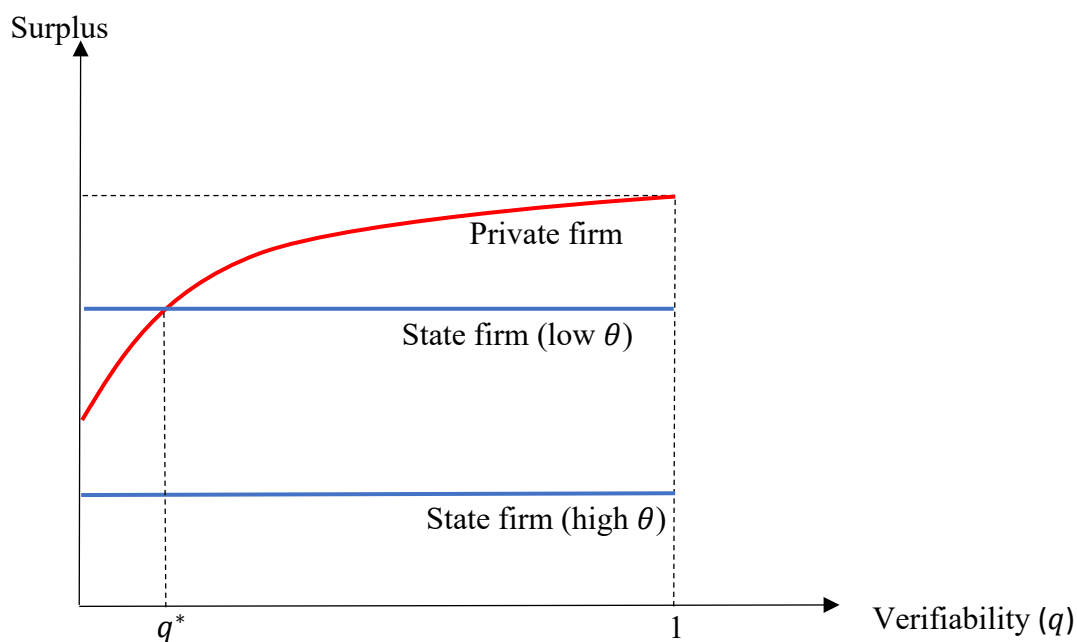 Surplus
Private firm
State firm (low θ)
State firm (high θ)
q*
1
Verifiability (q)